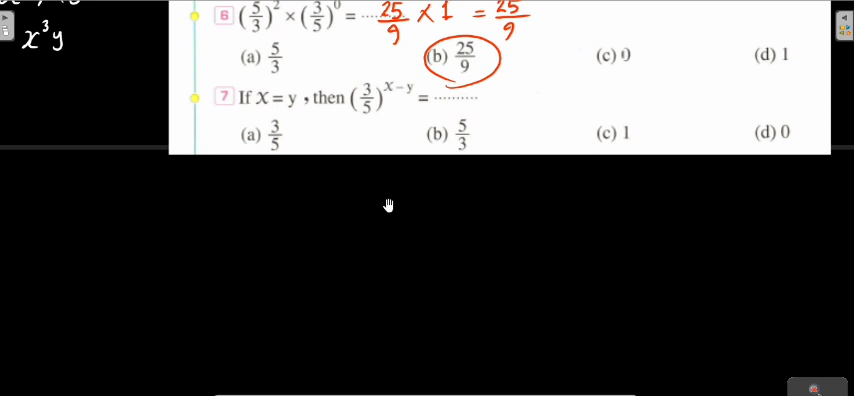 x³y
6 (5/3)² × (3/5)⁰ = ..... 25/9 × 1 = 25/9
(a) 5/3 (b) 25/9 (c) 0 (d) 1
7 If X = y , then (3/5)^(X – y) = ..........
(a) 3/5 (b) 5/3 (c) 1 (d) 0